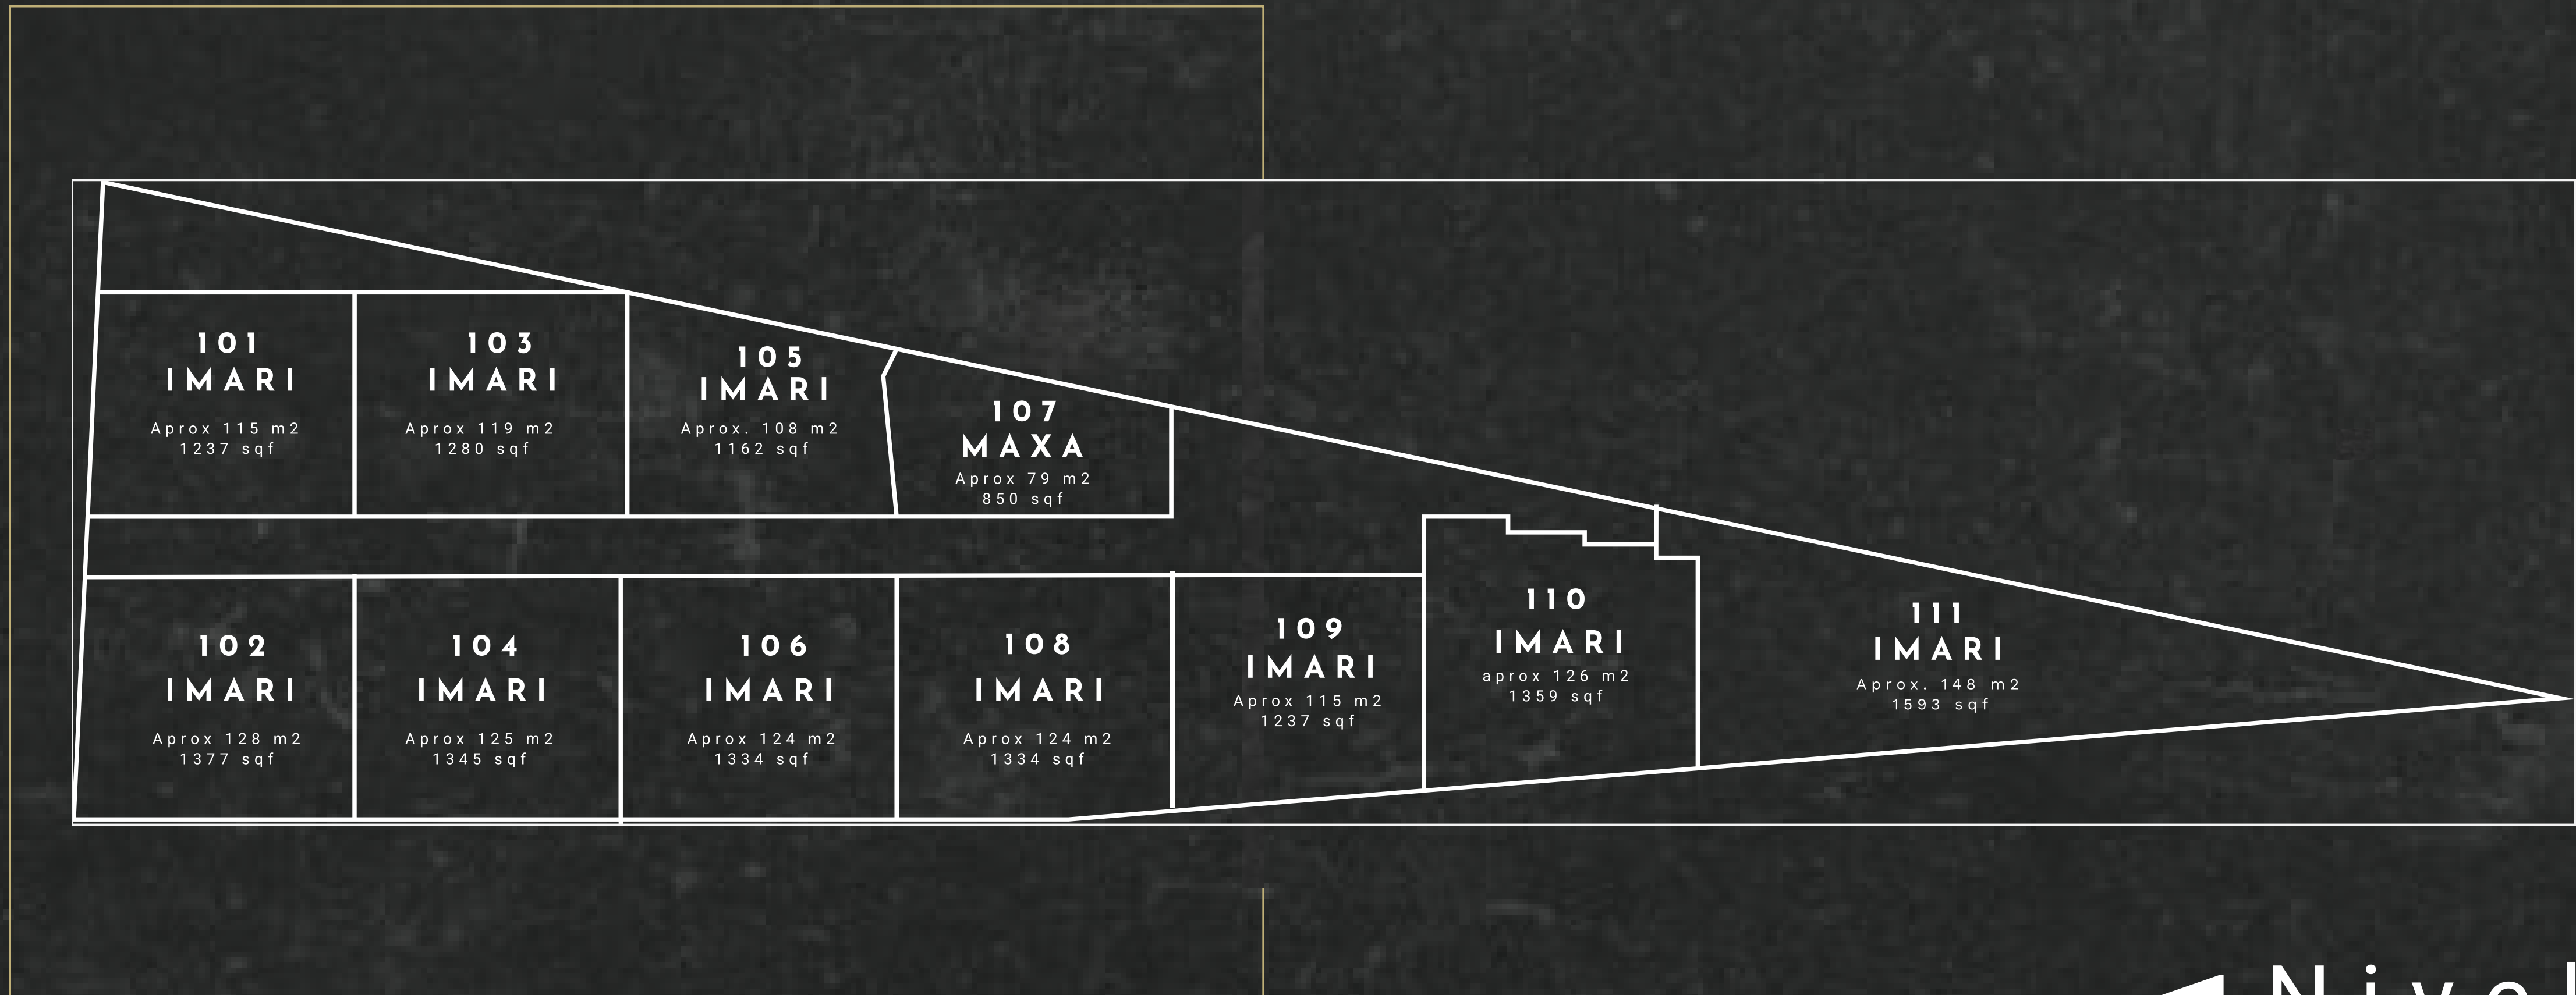 101
IMARI
Aprox 115 m2
1237 sqf
103
IMARI
Aprox 119 m2
1280 sqf
105
IMARI
Aprox. 108 m2
1162 sqf
107
MAXA
Aprox 79 m2
850 sqf
102
IMARI
Aprox 128 m2
1377 sqf
104
IMARI
Aprox 125 m2
1345 sqf
106
IMARI
Aprox 124 m2
1334 sqf
108
IMARI
Aprox 124 m2
1334 sqf
109
IMARI
Aprox 115 m2
1237 sqf
110
IMARI
aprox 126 m2
1359 sqf
111
IMARI
Aprox. 148 m2
1593 sqf